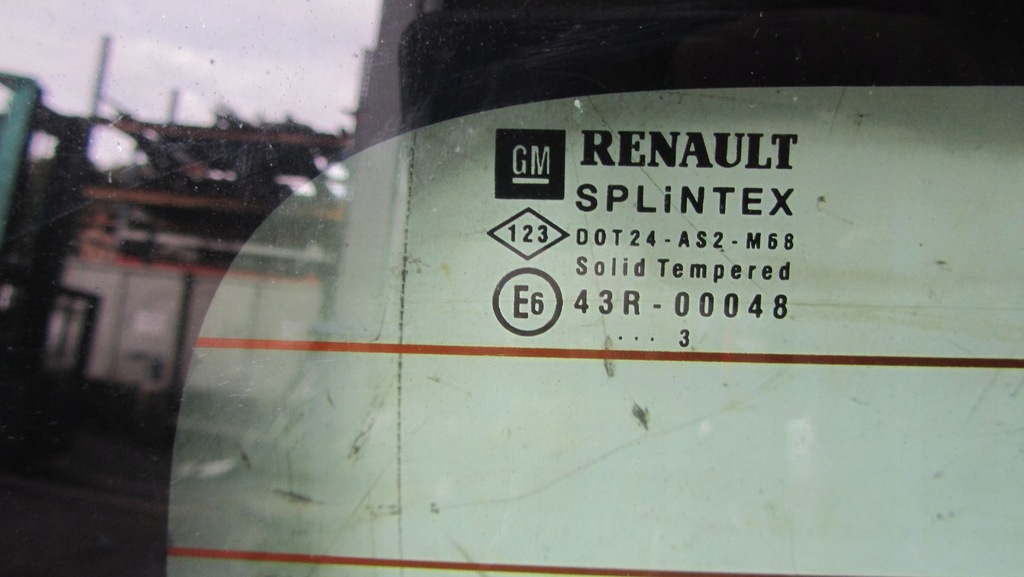 GM RENAULT
SPLiNTEX
123 DOT24-AS2-M68
Solid Tempered
E6 43R-00048
... 3